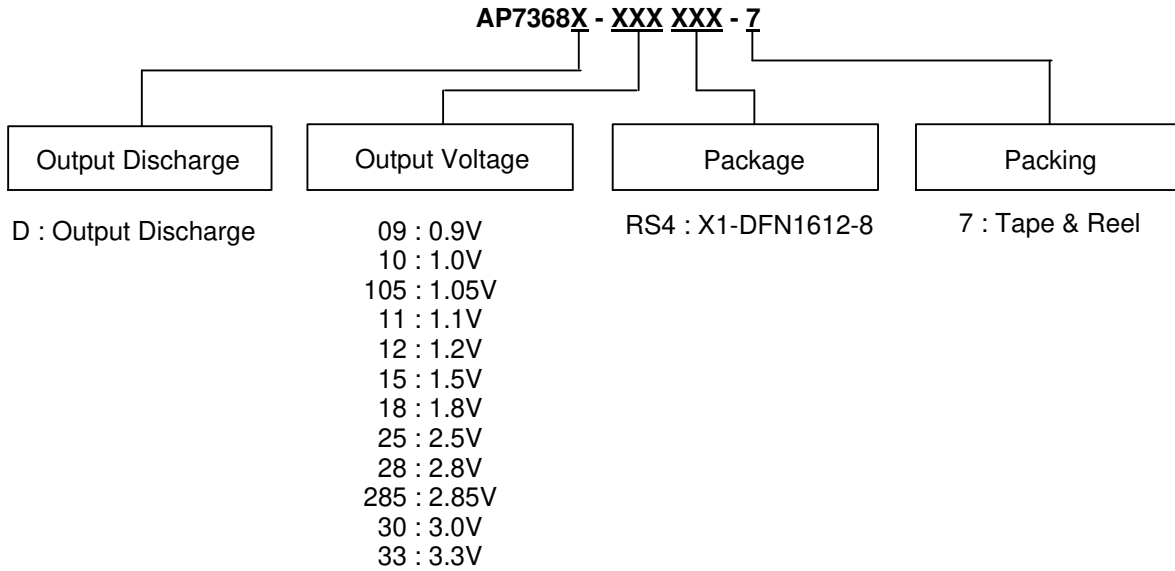 AP7368X - XXX XXX - 7
Output Discharge
Output Voltage
Package
Packing
D : Output Discharge
09 : 0.9V
10 : 1.0V
105 : 1.05V
11 : 1.1V
12 : 1.2V
15 : 1.5V
18 : 1.8V
25 : 2.5V
28 : 2.8V
285 : 2.85V
30 : 3.0V
33 : 3.3V
RS4 : X1-DFN1612-8
7 : Tape & Reel